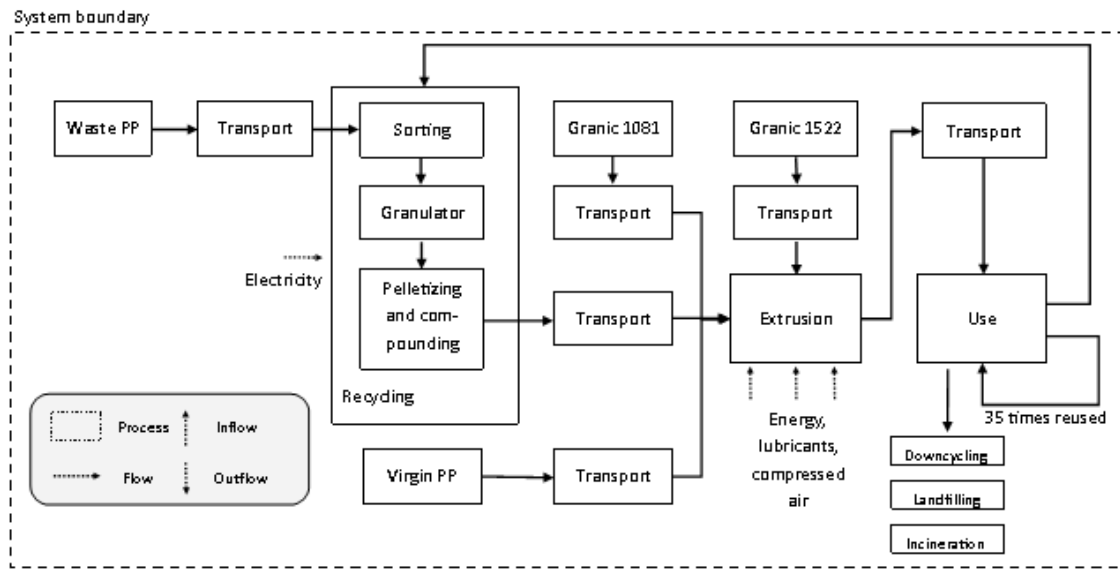 System boundary
Waste PP
Transport
Sorting
Granic 1081
Granic 1522
Transport
Granulator
Transport
Transport
Electricity
Pelletizing
and com-
pounding
Transport
Extrusion
Use
Recycling
35 times reused
Process
Inflow
Flow
Outflow
Virgin PP
Transport
Energy,
lubricants,
compressed
air
Downcycling
Landfilling
Incineration